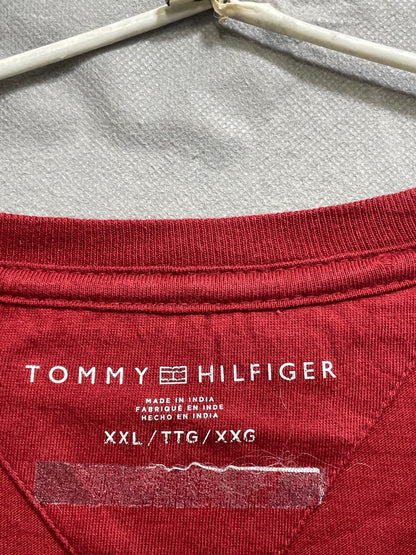 TOMMY HILFIGER
MADE IN INDIA
FABRIQUÉ EN INDE
HECHO EN INDIA
XXL/TTG/XXG